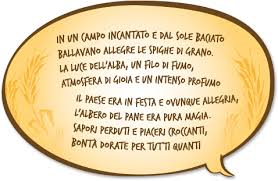 IN UN CAMPO INCANTATO E DAL SOLE BACIATO
BALLAVANO ALLEGRE LE SPIGHE DI GRANO.
LA LUCE DELL'ALBA, UN FILO DI FUMO,
ATMOSFERA DI GIOIA E UN INTENSO PROFUMO
IL PAESE ERA IN FESTA E OVUNQUE ALLEGRIA,
L'ALBERO DEL PANE ERA PURA MAGIA.
SAPORI PERDUTI E PIACERI CROCCANTI,
BONTÀ DORATE PER TUTTI QUANTI